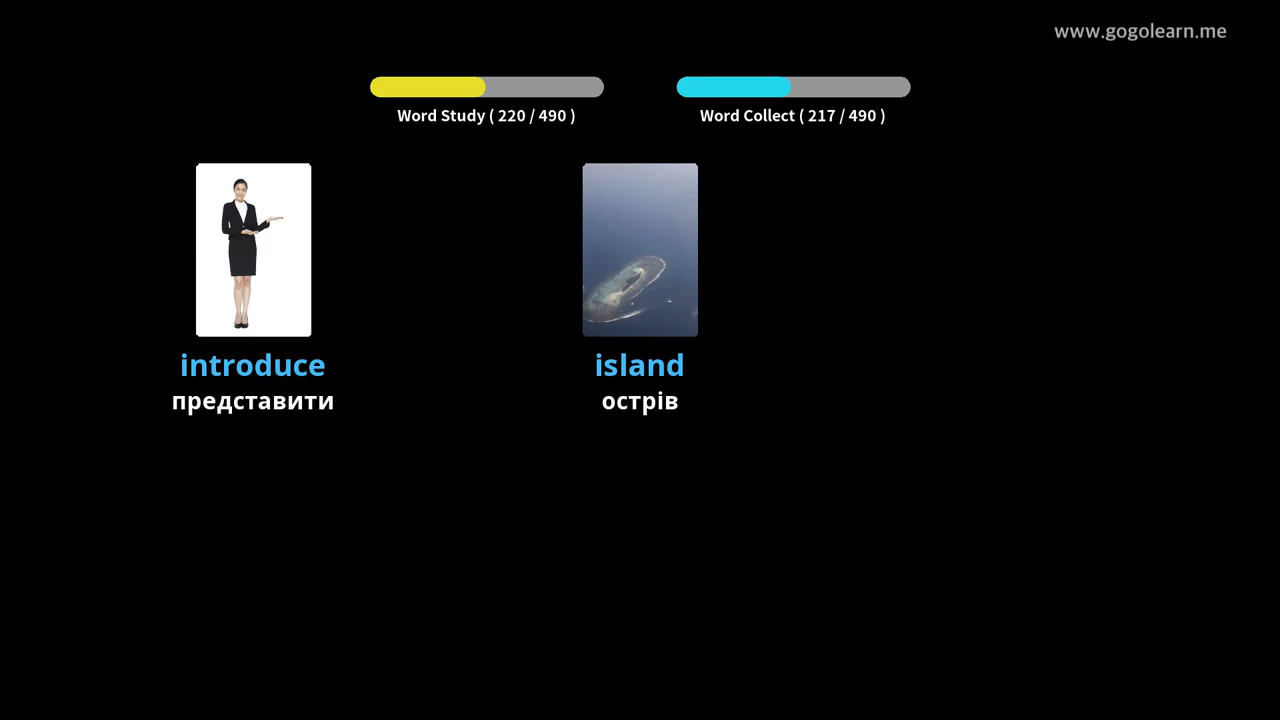 www.gogolearn.me
Word Study ( 220 / 490 )
Word Collect ( 217 / 490 )
introduce
представити
island
острів